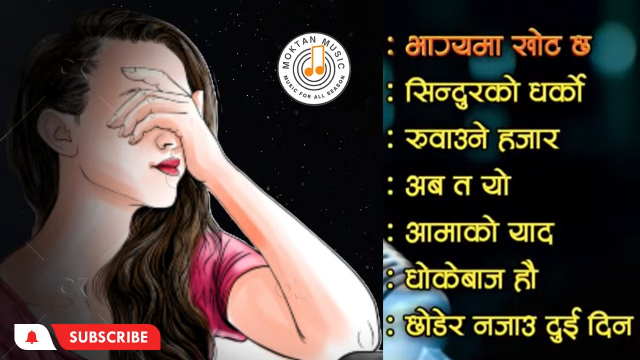 MOKTAN MUSIC
MUSIC FOR ALL SEASON
: भाग्यमा खोट छ
: सिन्दुरको धर्को
: रुवाउने हजार
: अब त यो
: आमाको याद
: धोकेबाज हौ
: छोडेर नजाउ दुई दिन
SUBSCRIBE